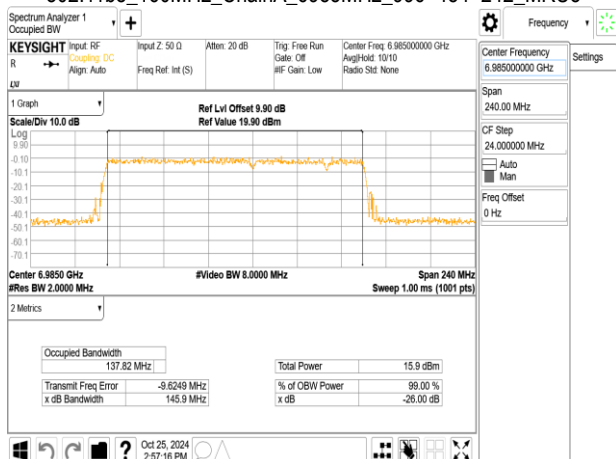 Spectrum Analyzer 1
Occupied BW
+
Frequency
KEYSIGHT
R
Input: RF
Coupling: DC
Align: Auto
Input Z: 50 Ω
Freq Ref: Int (S)
Atten: 20 dB
Trig: Free Run
Gate: Off
#IF Gain: Low
Center Freq: 6.985000000 GHz
Avg|Hold: 10/10
Radio Std: None
Center Frequency
6.985000000 GHz
Settings
Span
240.00 MHz
CF Step
24.000000 MHz
Auto
Man
Freq Offset
0 Hz
1 Graph
Scale/Div 10.0 dB
Ref Lvl Offset 9.90 dB
Ref Value 19.90 dBm
Log
9.90
-0.10
-10.1
-20.1
-30.1
-40.1
-50.1
-60.1
-70.1
Center 6.9850 GHz
#Video BW 8.0000 MHz
Span 240 MHz
#Res BW 2.0000 MHz
Sweep 1.00 ms (1001 pts)
2 Metrics
Occupied Bandwidth
137.82 MHz
Total Power 15.9 dBm
Transmit Freq Error -9.6249 MHz
% of OBW Power 99.00 %
x dB Bandwidth 145.9 MHz
x dB -26.00 dB
?
Oct 25, 2024
2:57:16 PM